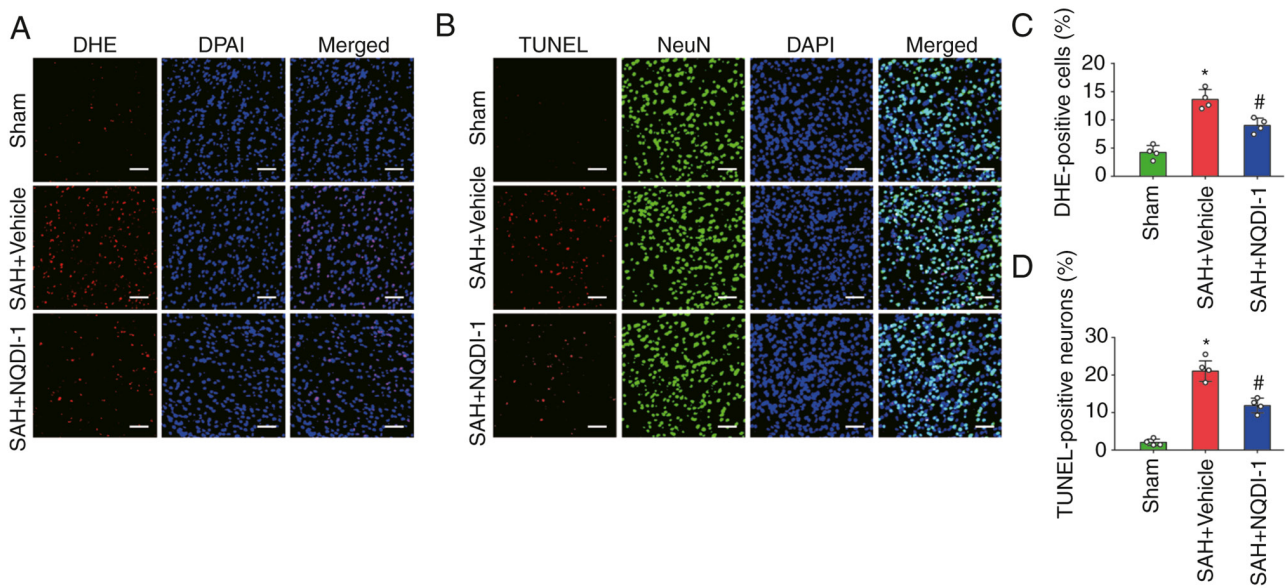 A
DHE
DPAI
Merged
Sham
SAH+Vehicle
SAH+NQDI-1
B
TUNEL
NeuN
DAPI
Merged
Sham
SAH+Vehicle
SAH+NQDI-1
C
DHE-positive cells (%)
20
15
10
5
0
*
#
Sham
SAH+Vehicle
SAH+NQDI-1
D
TUNEL-positive neurons (%)
30
20
10
0
*
#
Sham
SAH+Vehicle
SAH+NQDI-1